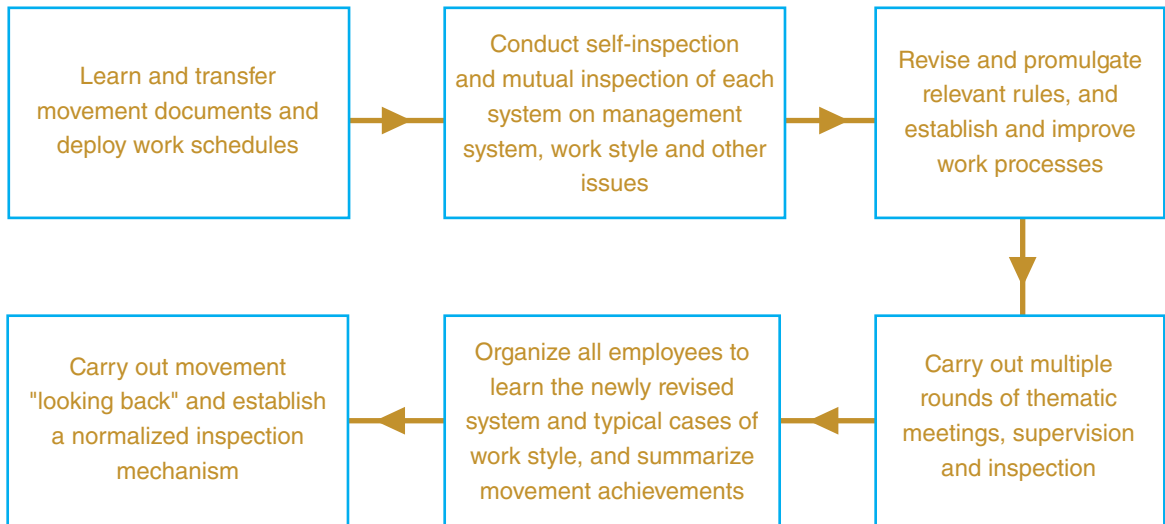 Learn and transfer
movement documents and
deploy work schedules
Conduct self-inspection
and mutual inspection of each
system on management
system, work style and other
issues
Revise and promulgate
relevant rules, and
establish and improve
work processes
Carry out multiple
rounds of thematic
meetings, supervision
and inspection
Organize all employees to
learn the newly revised
system and typical cases of
work style, and summarize
movement achievements
Carry out movement
"looking back" and establish
a normalized inspection
mechanism